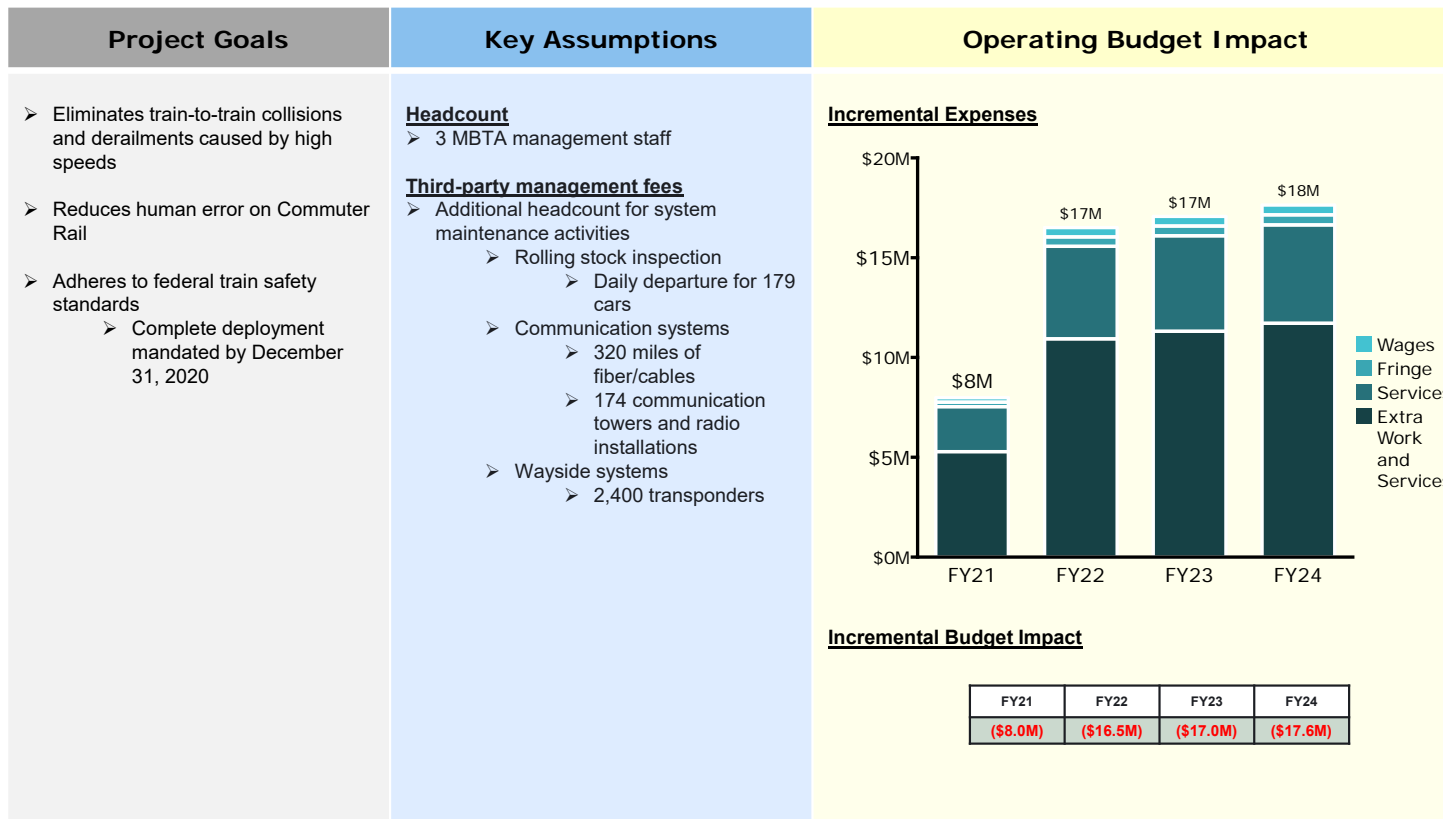 Project Goals
Key Assumptions
Operating Budget Impact
➢ Eliminates train-to-train collisions
and derailments caused by high
speeds
➢ Reduces human error on Commuter
Rail
➢ Adheres to federal train safety
standards
➢ Complete deployment
mandated by December
31, 2020
Headcount
➢ 3 MBTA management staff
Third-party management fees
➢ Additional headcount for system
maintenance activities
➢ Rolling stock inspection
➢ Daily departure for 179
cars
➢ Communication systems
➢ 320 miles of
fiber/cables
➢ 174 communication
towers and radio
installations
➢ Wayside systems
➢ 2,400 transponders
Incremental Expenses
$20M
$15M
$10M
$5M
$0M
$8M
$17M
$17M
$18M
FY21
FY22
FY23
FY24
Wages
Fringe
Service
Extra
Work
and
Service
Incremental Budget Impact
FY21 FY22 FY23 FY24
($8.0M) ($16.5M) ($17.0M) ($17.6M)